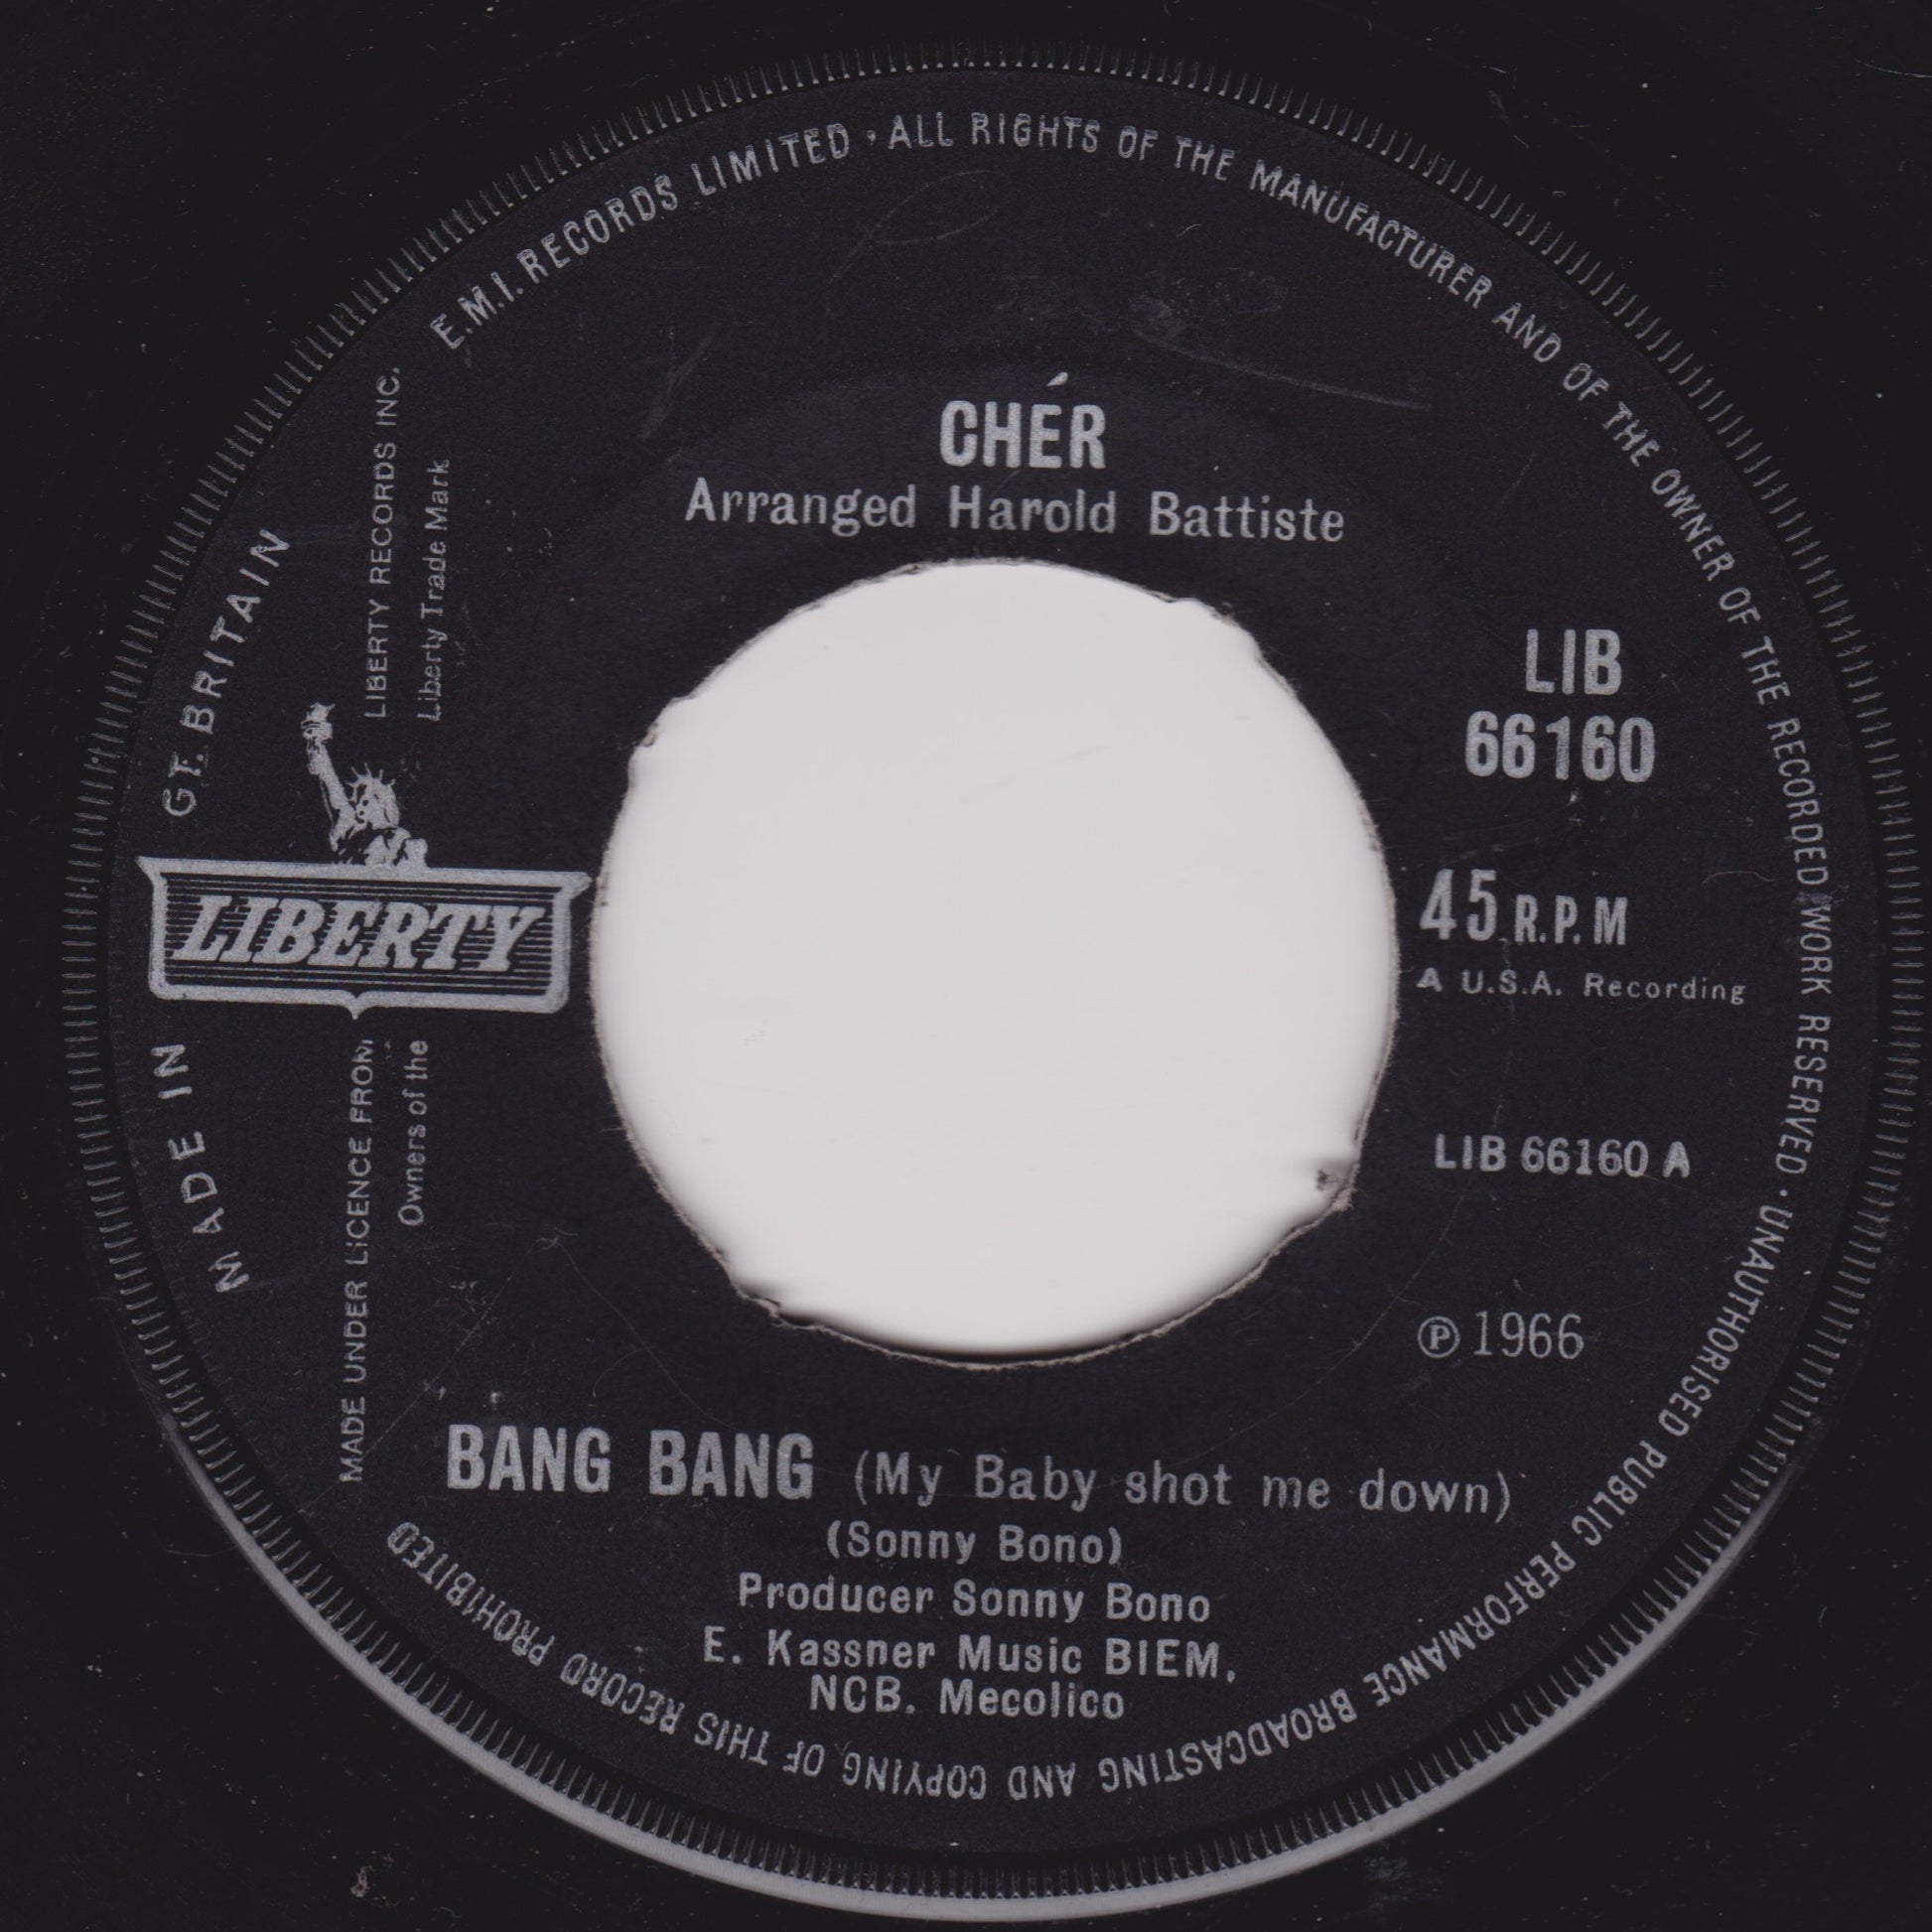 E.M.I. RECORDS LIMITED · ALL RIGHTS OF THE MANUFACTURER AND OF THE OWNER OF THE RECORDED WORK RESERVED · UNAUTHORISED PUBLIC PERFORMANCE BROADCASTING AND COPYING OF THIS RECORD PROHIBITED
MADE IN GT. BRITAIN
MADE UNDER LICENCE FROM LIBERTY RECORDS INC.
Owners of the Liberty Trade Mark
LIBERTY
CHÉR
Arranged Harold Battiste
LIB
66160
45 R.P.M
A U.S.A. Recording
LIB 66160 A
℗ 1966
BANG BANG (My Baby shot me down)
(Sonny Bono)
Producer Sonny Bono
E. Kassner Music BIEM,
NCB. Mecolico